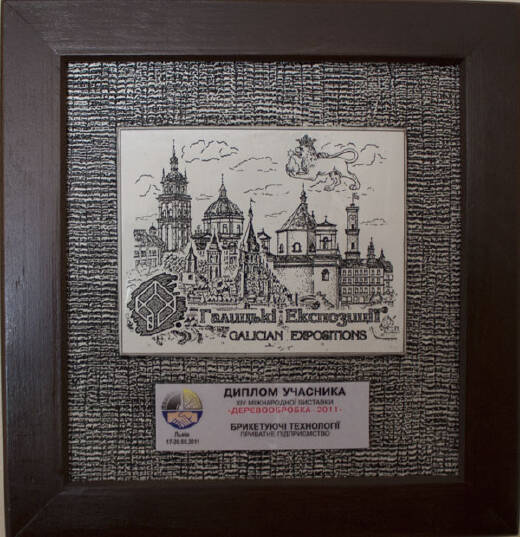 Галицькі Експозиції
GALICIAN EXPOSITIONS
ДИПЛОМ УЧАСНИКА
XIV МІЖНАРОДНОЇ ВИСТАВКИ
«ДЕРЕВООБРОБКА-2011»
БРИКЕТУЮЧІ ТЕХНОЛОГІЇ
ПРИВАТНЕ ПІДПРИЄМСТВО
Львів